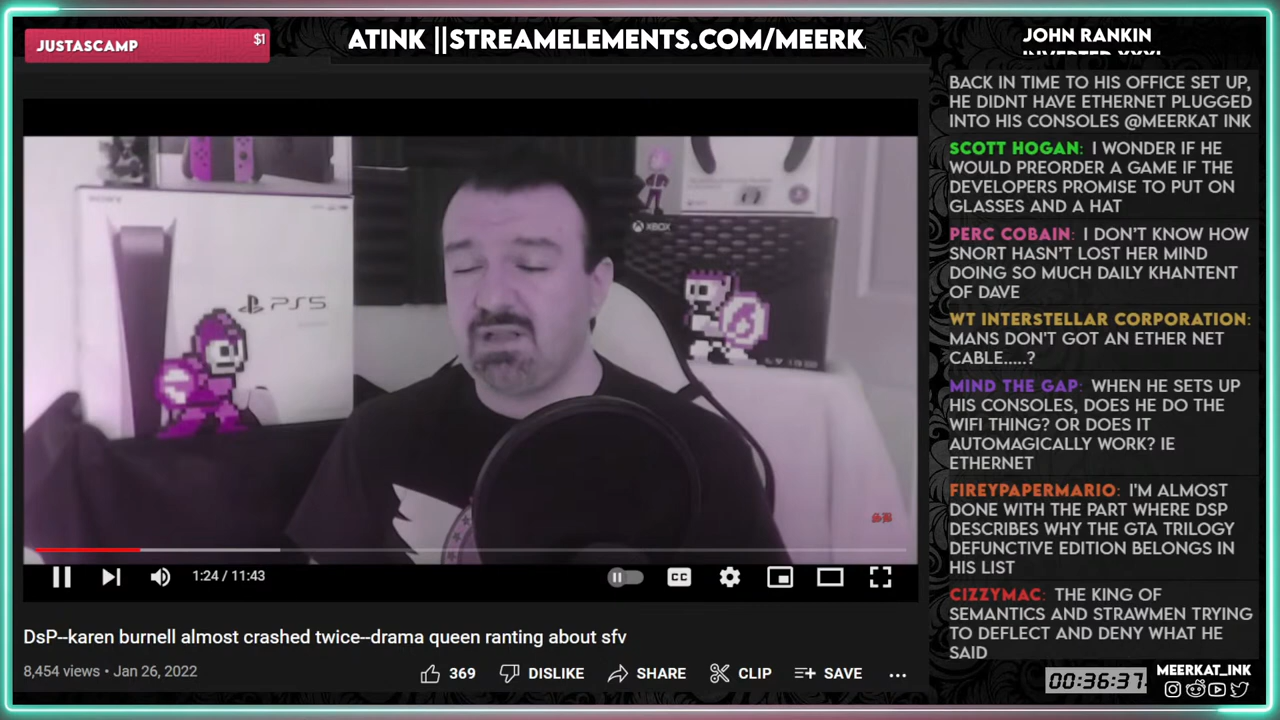 JUSTASCAMP
$1
ATINK ||STREAMELEMENTS.COM/MEERK
JOHN RANKIN
BACK IN TIME TO HIS OFFICE SET UP,
HE DIDNT HAVE ETHERNET PLUGGED
INTO HIS CONSOLES @MEERKAT INK
SCOTT HOGAN: I WONDER IF HE
WOULD PREORDER A GAME IF THE
DEVELOPERS PROMISE TO PUT ON
GLASSES AND A HAT
PERC COBAIN: I DON'T KNOW HOW
SNORT HASN'T LOST HER MIND
DOING SO MUCH DAILY KHANTENT
OF DAVE
WT INTERSTELLAR CORPORATION:
MANS DON'T GOT AN ETHER NET
CABLE.....?
MIND THE GAP: WHEN HE SETS UP
HIS CONSOLES, DOES HE DO THE
WIFI THING? OR DOES IT
AUTOMAGICALLY WORK? IE
ETHERNET
FIREYPAPERMARIO: I'M ALMOST
DONE WITH THE PART WHERE DSP
DESCRIBES WHY THE GTA TRILOGY
DEFUNCTIVE EDITION BELONGS IN
HIS LIST
CIZZYMAC: THE KING OF
SEMANTICS AND STRAWMEN TRYING
TO DEFLECT AND DENY WHAT HE
SAID
SONY
PS5
XBOX
1:24 / 11:43
CC
DsP--karen burnell almost crashed twice--drama queen ranting about sfv
8,454 views • Jan 26, 2022
369
DISLIKE
SHARE
CLIP
SAVE
00:36:37
MEERKAT_INK